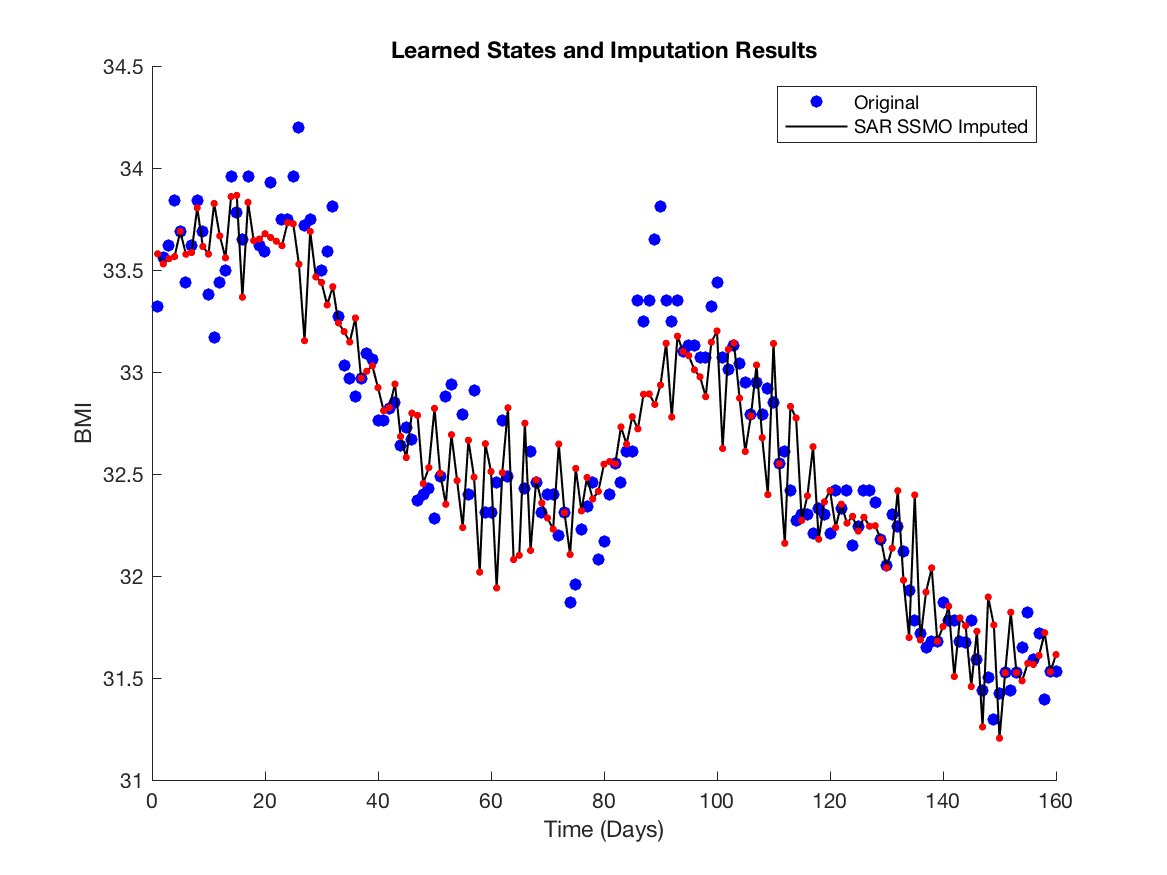 Learned States and Imputation Results
Original
SAR SSMO Imputed
BMI
34.5
34
33.5
33
32.5
32
31.5
31
0 20 40 60 80 100 120 140 160
Time (Days)